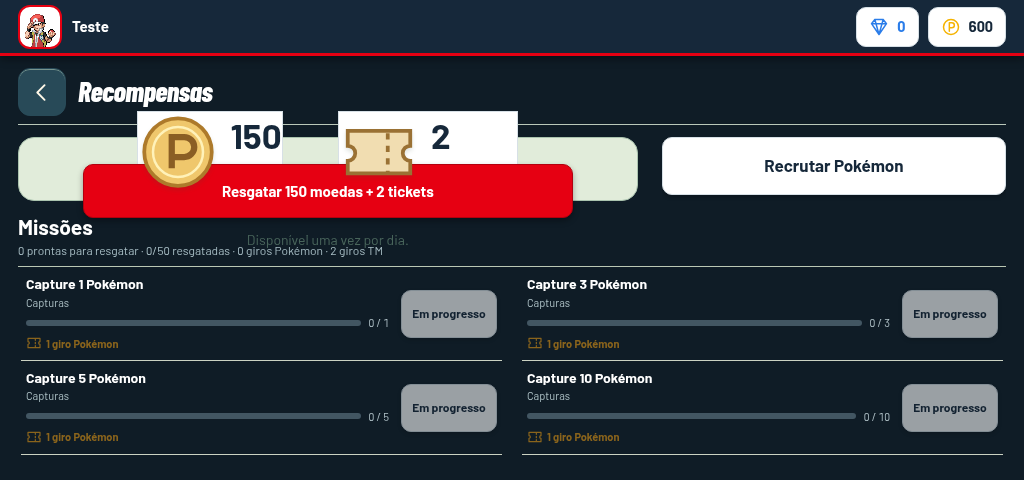 Teste
0
600
Recompensas
150
2
Resgatar 150 moedas + 2 tickets
Recrutar Pokémon
Disponível uma vez por dia.
Missões
0 prontas para resgatar · 0/50 resgatadas · 0 giros Pokémon · 2 giros TM
Capture 1 Pokémon
Capturas
0 / 1
Em progresso
1 giro Pokémon
Capture 3 Pokémon
Capturas
0 / 3
Em progresso
1 giro Pokémon
Capture 5 Pokémon
Capturas
0 / 5
Em progresso
1 giro Pokémon
Capture 10 Pokémon
Capturas
0 / 10
Em progresso
1 giro Pokémon